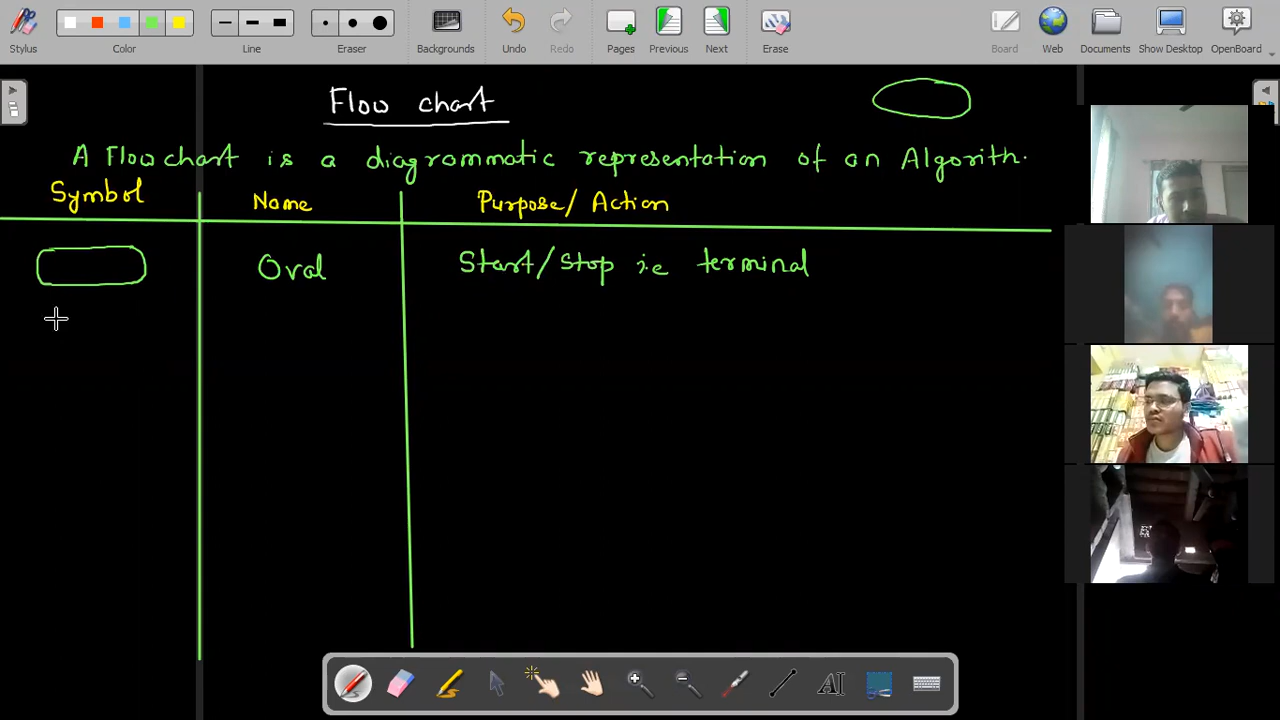 Stylus
Color
Line
Eraser
Backgrounds
Undo
Redo
Pages
Previous
Next
Erase
Board
Web
Documents
Show Desktop
OpenBoard
Flow chart
A Flowchart is a diagrammatic representation of an Algorith.
Symbol Name Purpose/ Action
Oval Start/Stop i.e terminal
AI